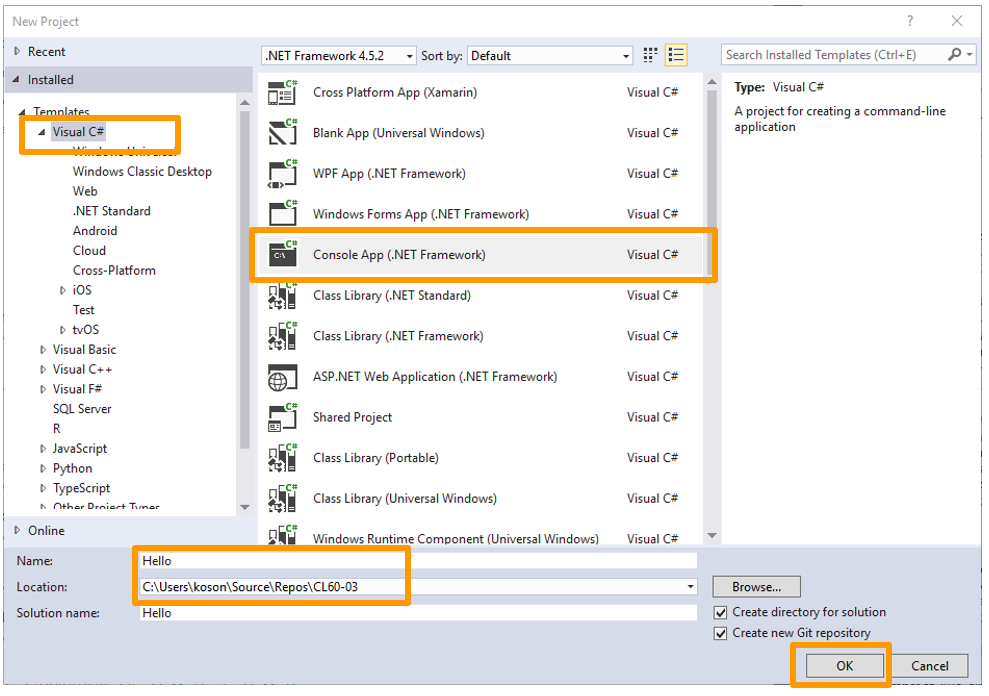 New Project
Recent
.NET Framework 4.5.2 Sort by: Default
Search Installed Templates (Ctrl+E)
Installed
Templates
Visual C#
Windows Universal
Windows Classic Desktop
Web
.NET Standard
Android
Cloud
Cross-Platform
iOS
Test
tvOS
Visual Basic
Visual C++
Visual F#
SQL Server
R
JavaScript
Python
TypeScript
Other Project Types
Online
Cross Platform App (Xamarin) Visual C#
Blank App (Universal Windows) Visual C#
WPF App (.NET Framework) Visual C#
Windows Forms App (.NET Framework) Visual C#
Console App (.NET Framework) Visual C#
Class Library (.NET Standard) Visual C#
Class Library (.NET Framework) Visual C#
ASP.NET Web Application (.NET Framework) Visual C#
Shared Project Visual C#
Class Library (Portable) Visual C#
Class Library (Universal Windows) Visual C#
Windows Runtime Component (Universal Windows) Visual C#
Type: Visual C#
A project for creating a command-line
application
Name: Hello
Location: C:\Users\koson\Source\Repos\CL60-03
Browse...
Solution name: Hello
Create directory for solution
Create new Git repository
OK Cancel